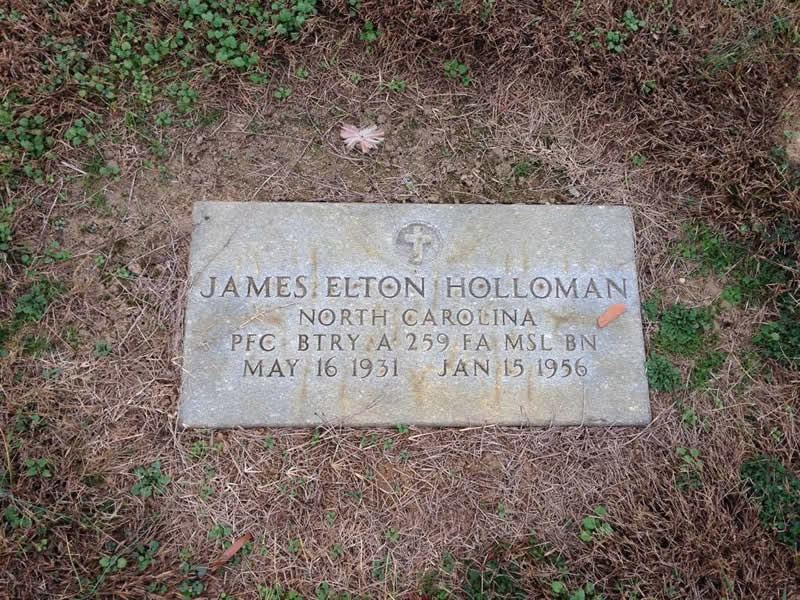 JAMES ELTON HOLLOMAN
NORTH CAROLINA
PFC BTRY A 259 FA MSL BN
MAY 16 1931 JAN 15 1956